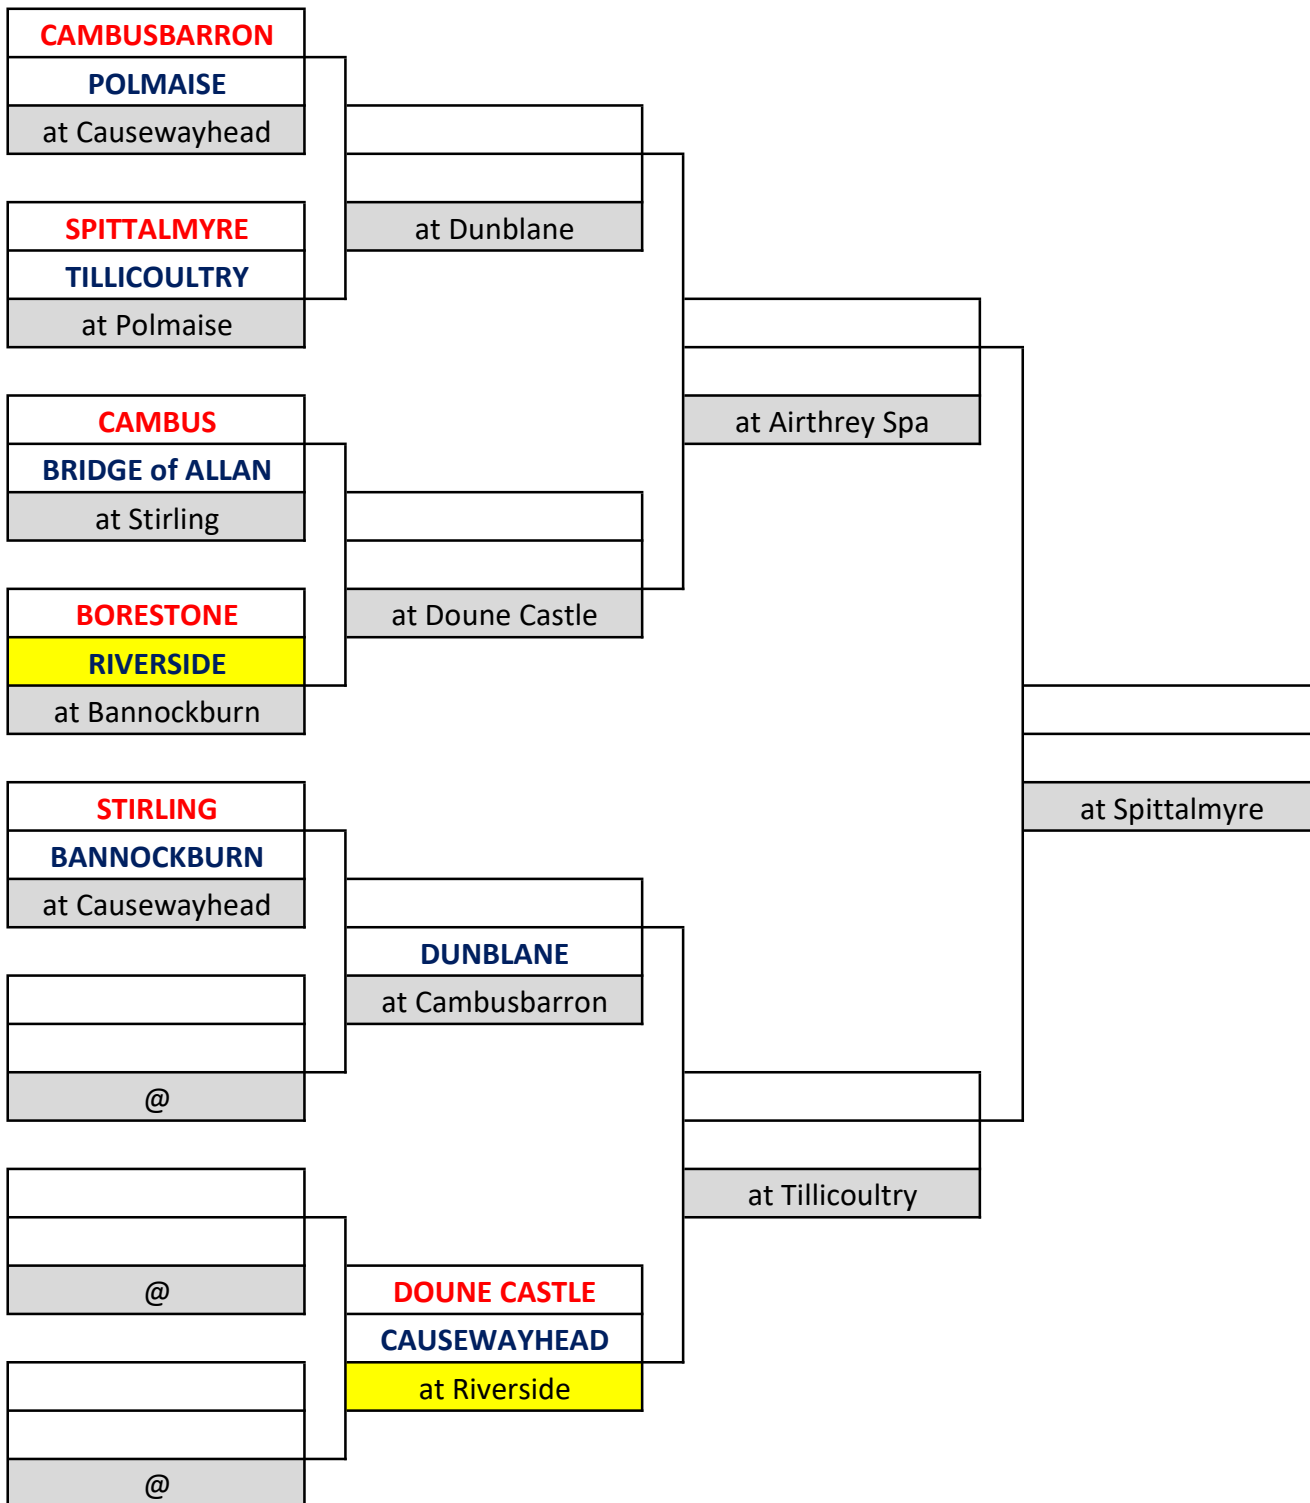 CAMBUSBARRON
POLMAISE
at Causewayhead
SPITTALMYRE
TILLICOULTRY
at Polmaise
CAMBUS
BRIDGE of ALLAN
at Stirling
BORESTONE
RIVERSIDE
at Bannockburn
STIRLING
BANNOCKBURN
at Causewayhead
@
@
@
at Dunblane
at Doune Castle
DUNBLANE
at Cambusbarron
DOUNE CASTLE
CAUSEWAYHEAD
at Riverside
at Airthrey Spa
at Tillicoultry
at Spittalmyre